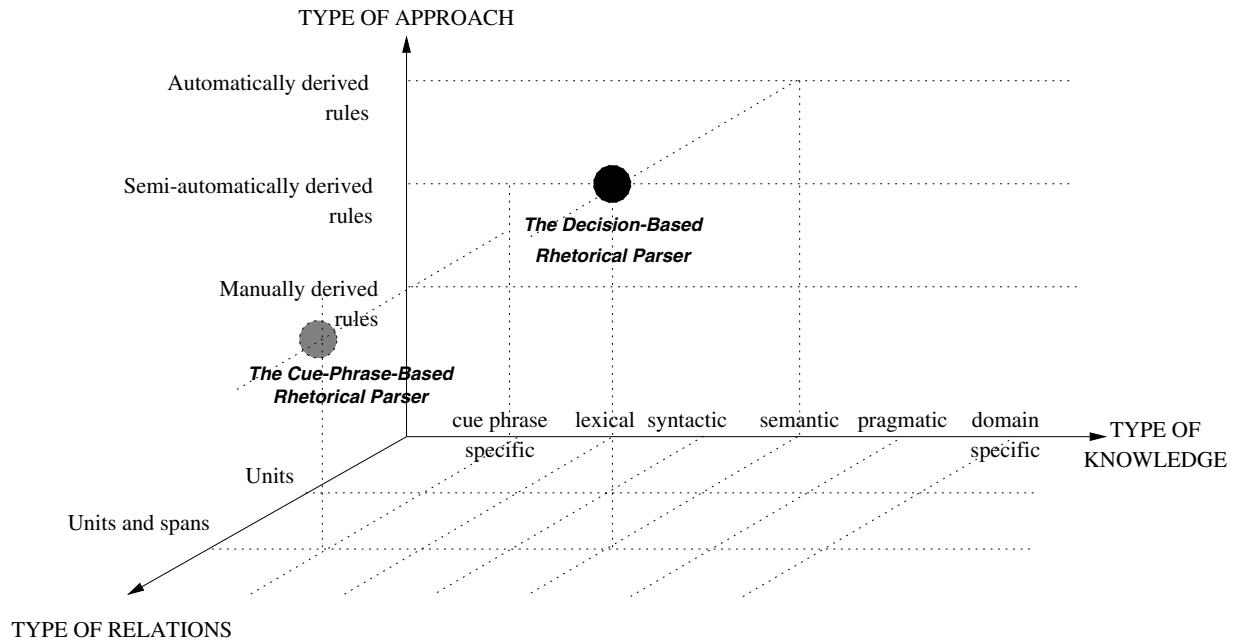 TYPE OF APPROACH
Automatically derived
rules
Semi-automatically derived
rules
The Decision-Based
Rhetorical Parser
Manually derived
rules
The Cue-Phrase-Based
Rhetorical Parser
cue phrase lexical syntactic semantic pragmatic domain
specific specific
TYPE OF
KNOWLEDGE
Units
Units and spans
TYPE OF RELATIONS